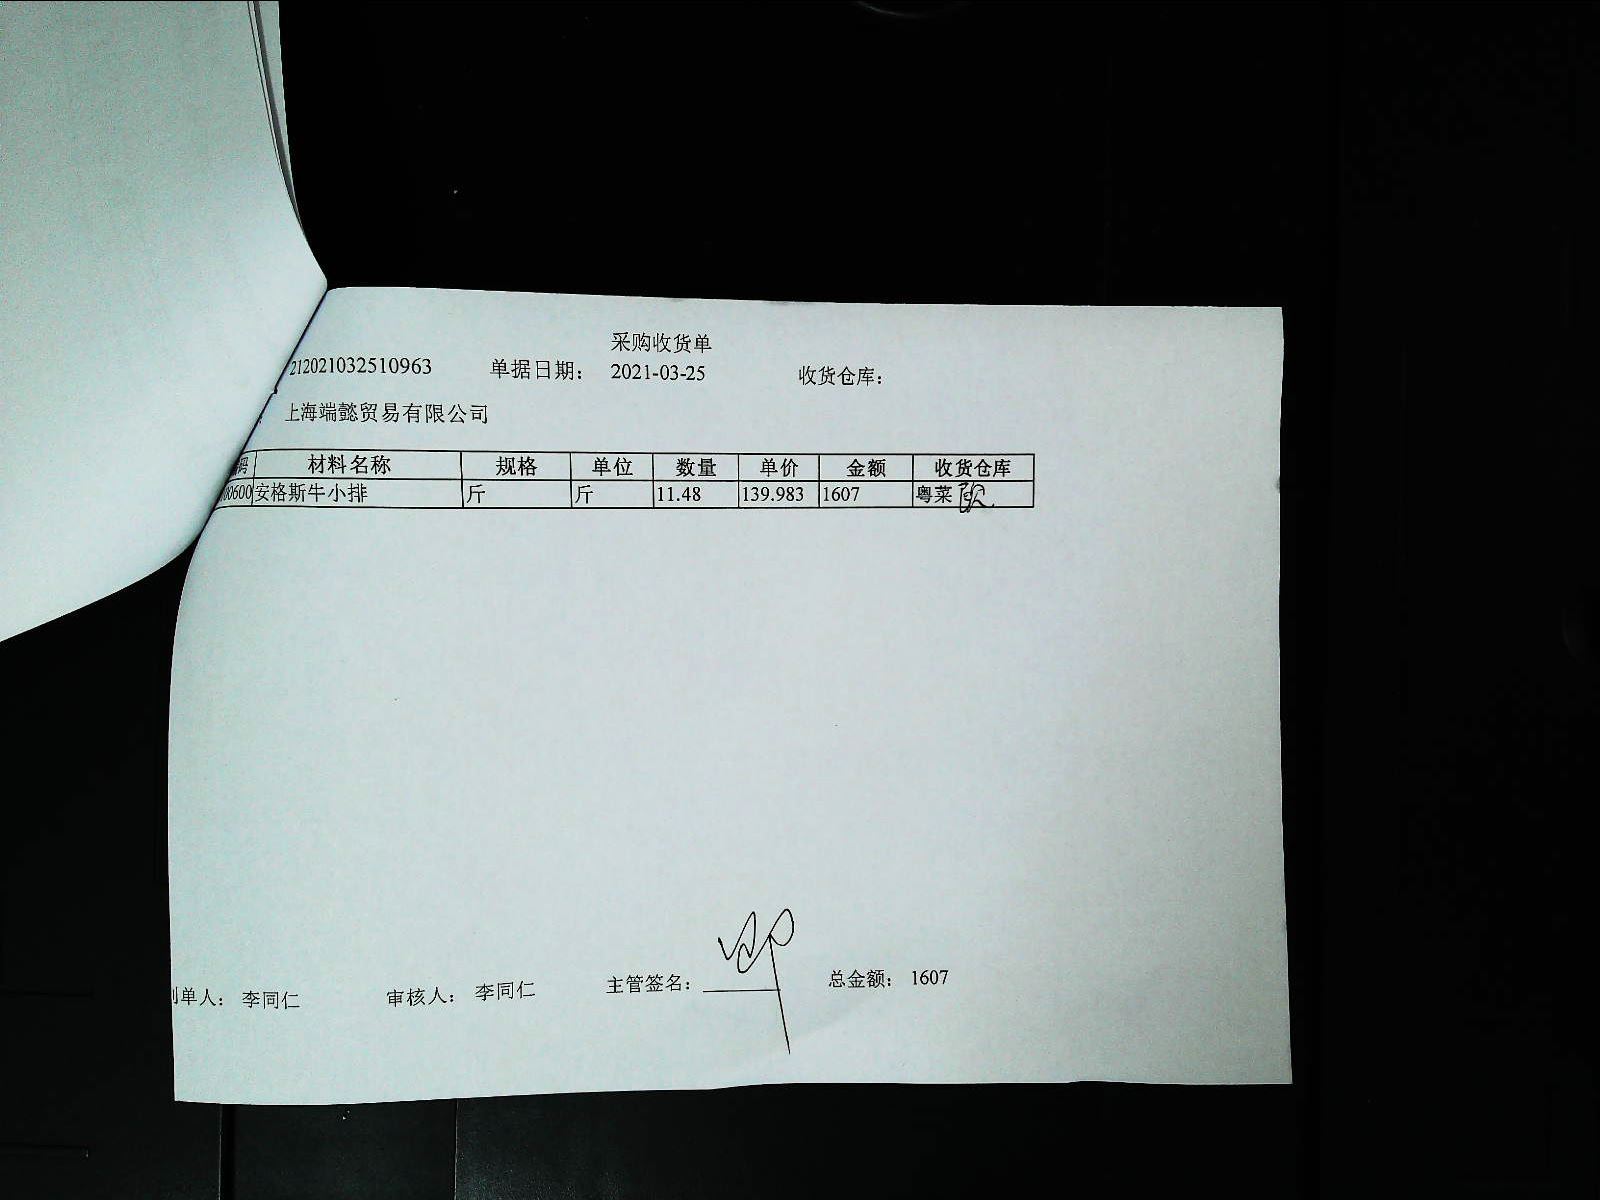 采购收货单
212021032510963 单据日期： 2021-03-25 收货仓库：
上海端懿贸易有限公司
码 材料名称 规格 单位 数量 单价 金额 收货仓库
00600 安格斯牛小排 斤 斤 11.48 139.983 1607 粤菜
制单人： 李同仁 审核人： 李同仁 主管签名： 总金额： 1607